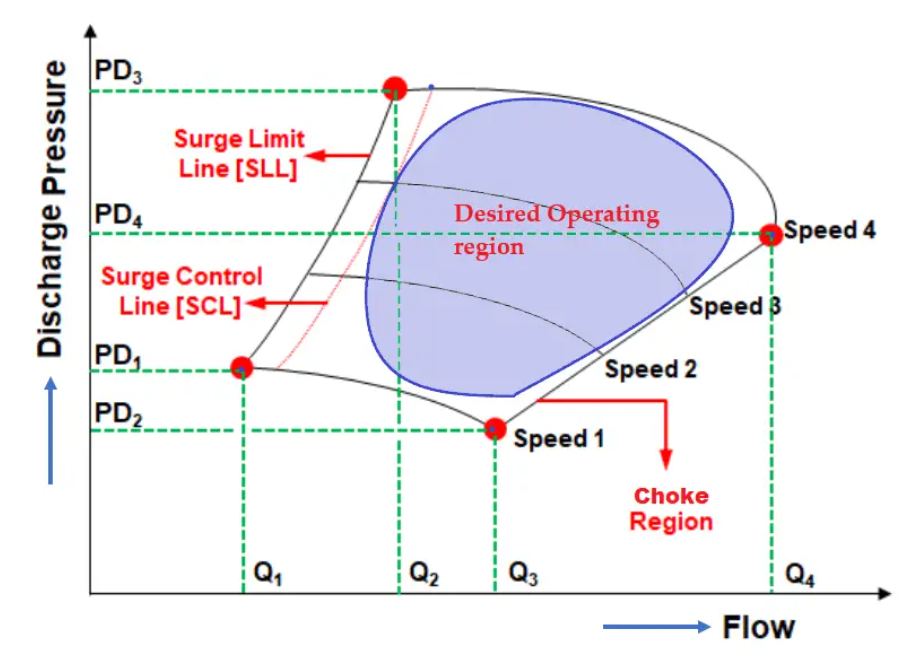 PD₃
Surge Limit
Line [SLL]
PD₄
Desired Operating
region
Speed 4
Surge Control
Line [SCL]
Speed 3
PD₁
Speed 2
PD₂
Speed 1
Choke
Region
Q₁
Q₂
Q₃
Q₄
Flow
Discharge Pressure